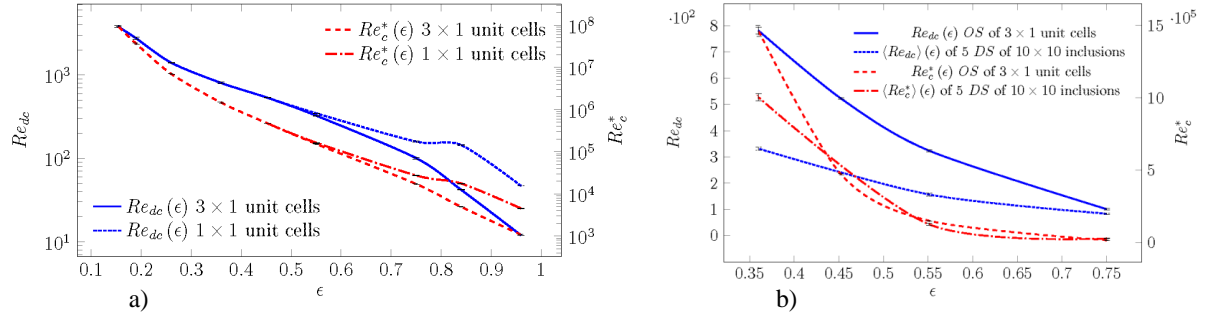 Re_c^*(ϵ) 3 × 1 unit cells
Re_c^*(ϵ) 1 × 1 unit cells
Re_dc(ϵ) 3 × 1 unit cells
Re_dc(ϵ) 1 × 1 unit cells
10^3
10^2
10^1
Re_dc
10^8
10^7
10^6
10^5
10^4
10^3
Re_c^*
0.1 0.2 0.3 0.4 0.5 0.6 0.7 0.8 0.9 1
ϵ
a)
·10^2
·10^5
Re_dc(ϵ) OS of 3 × 1 unit cells
⟨Re_dc⟩(ϵ) of 5 DS of 10 × 10 inclusions
Re_c^*(ϵ) OS of 3 × 1 unit cells
⟨Re_c^*⟩(ϵ) of 5 DS of 10 × 10 inclusions
8
7
6
5
4
3
2
1
0
Re_dc
15
10
5
0
Re_c^*
0.35 0.4 0.45 0.5 0.55 0.6 0.65 0.7 0.75
ϵ
b)